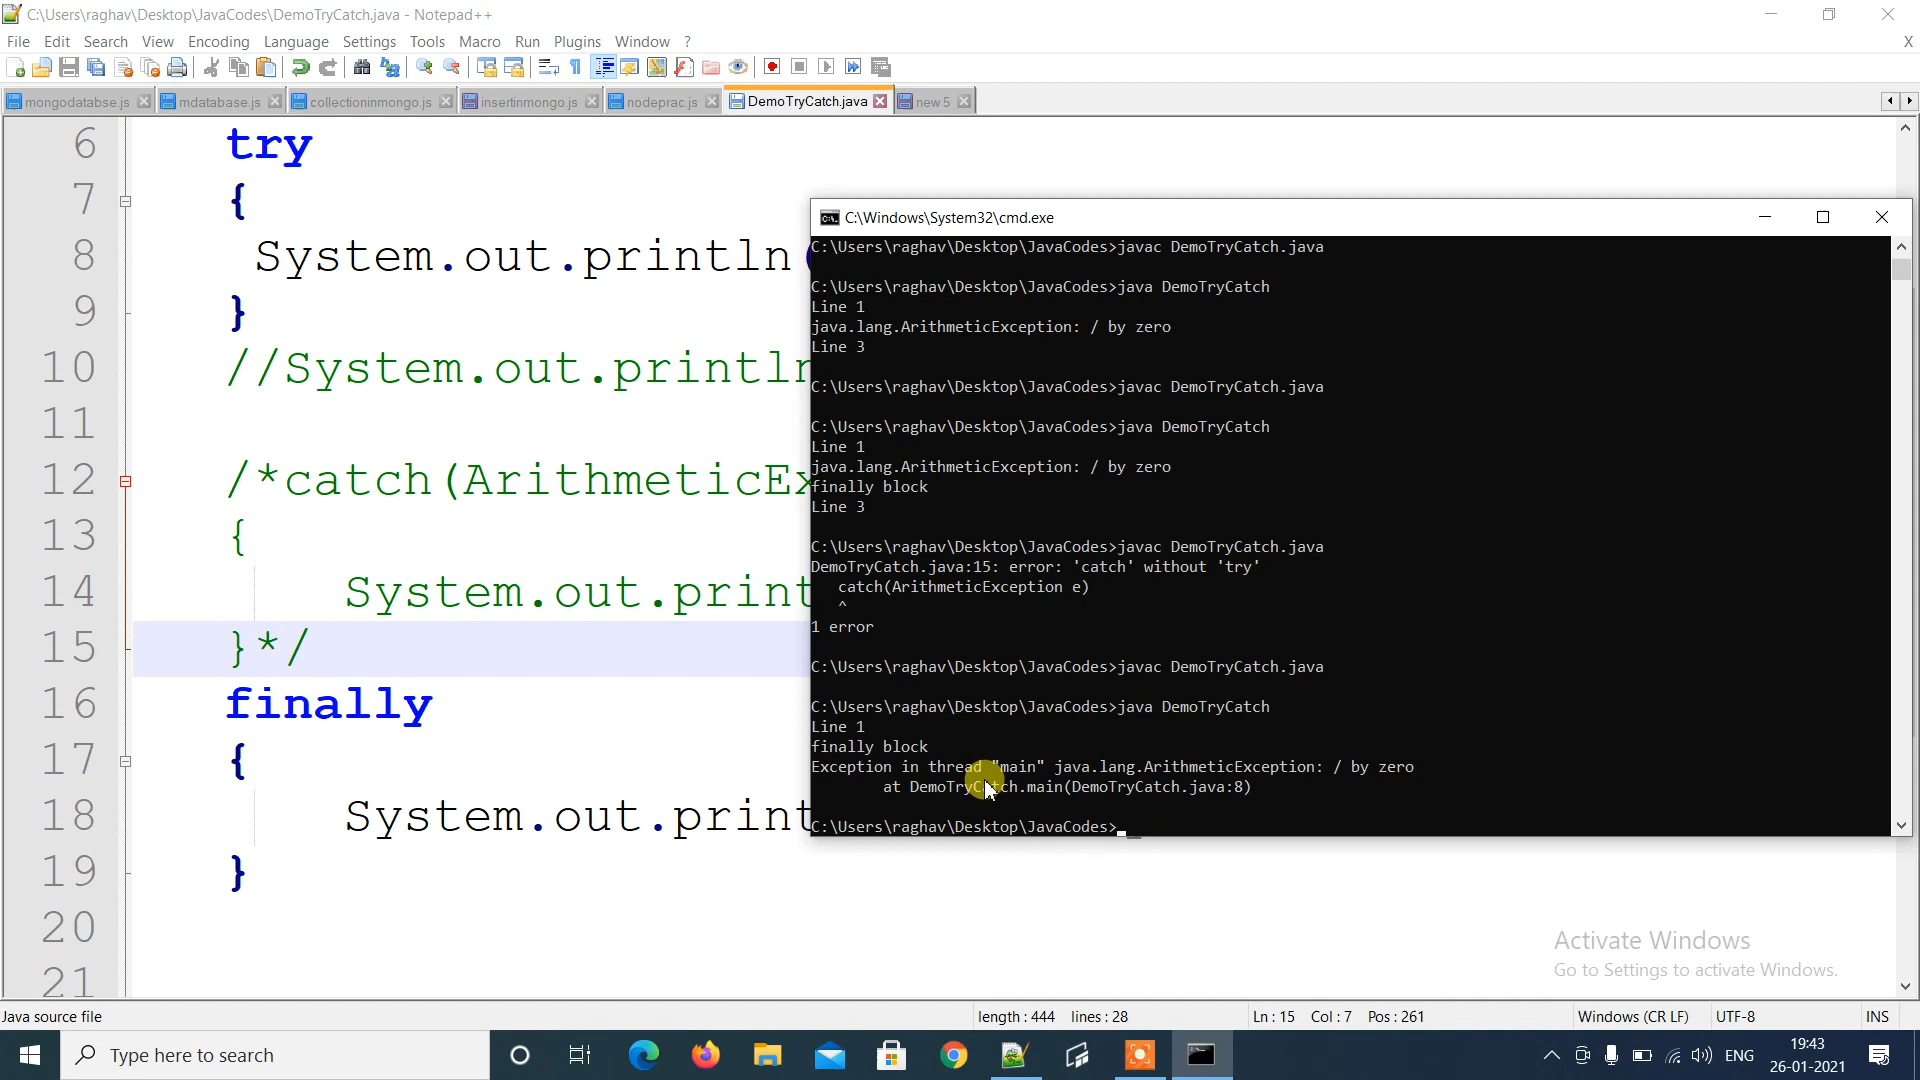 C:\Users\raghav\Desktop\JavaCodes\DemoTryCatch.java - Notepad++
File Edit Search View Encoding Language Settings Tools Macro Run Plugins Window ?
X
mongodatabse.js mdatabase.js collectioninmongo.js insertinmongo.js nodeprac.js DemoTryCatch.java new 5
6 try
7 {
8 System.out.println
9 }
10 //System.out.println
11
12 /*catch(ArithmeticEx
13 {
14 System.out.print
15 }*/
16 finally
17 {
18 System.out.print
19 }
20
21
C:\Windows\System32\cmd.exe
C:\Users\raghav\Desktop\JavaCodes>javac DemoTryCatch.java
C:\Users\raghav\Desktop\JavaCodes>java DemoTryCatch
Line 1
java.lang.ArithmeticException: / by zero
Line 3
C:\Users\raghav\Desktop\JavaCodes>javac DemoTryCatch.java
C:\Users\raghav\Desktop\JavaCodes>java DemoTryCatch
Line 1
java.lang.ArithmeticException: / by zero
finally block
Line 3
C:\Users\raghav\Desktop\JavaCodes>javac DemoTryCatch.java
DemoTryCatch.java:15: error: 'catch' without 'try'
catch(ArithmeticException e)
^
1 error
C:\Users\raghav\Desktop\JavaCodes>javac DemoTryCatch.java
C:\Users\raghav\Desktop\JavaCodes>java DemoTryCatch
Line 1
finally block
Exception in thread "main" java.lang.ArithmeticException: / by zero
at DemoTryCatch.main(DemoTryCatch.java:8)
C:\Users\raghav\Desktop\JavaCodes>
Activate Windows
Go to Settings to activate Windows.
Java source file length : 444 lines : 28 Ln : 15 Col : 7 Pos : 261 Windows (CR LF) UTF-8 INS
Type here to search
ENG
19:43
26-01-2021